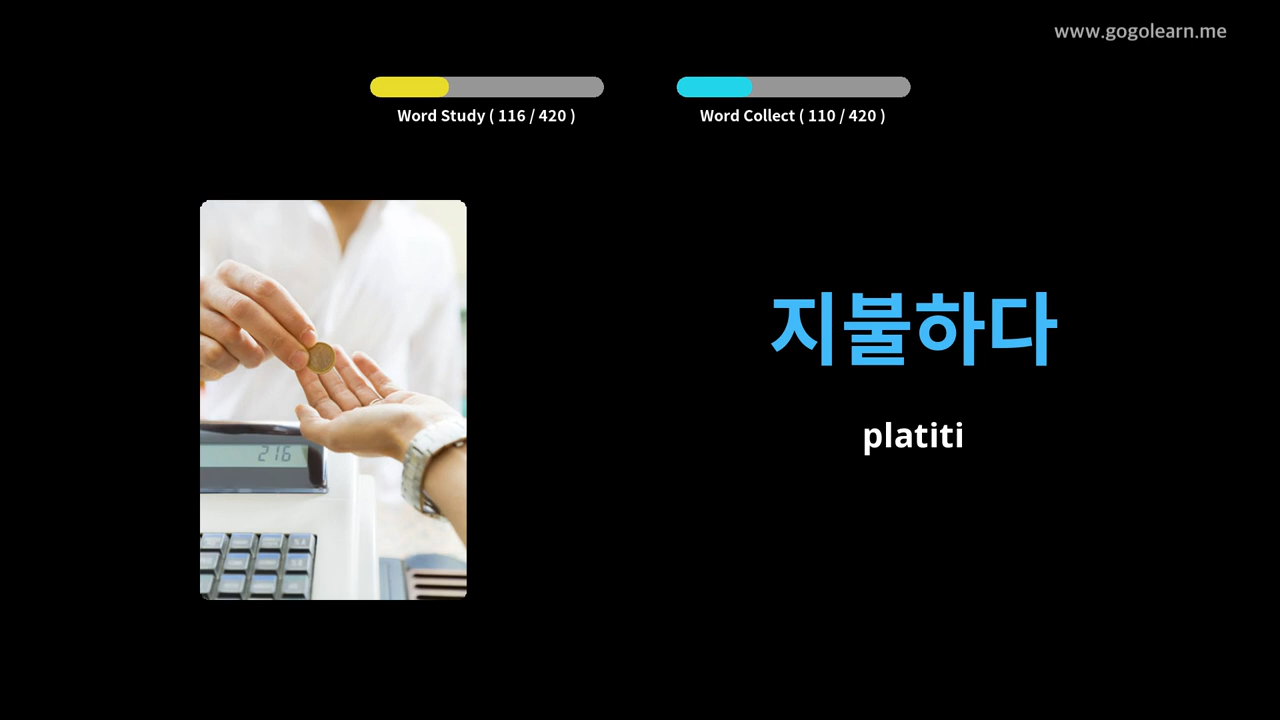 www.gogolearn.me
Word Study ( 116 / 420 )
Word Collect ( 110 / 420 )
지불하다
platiti
216